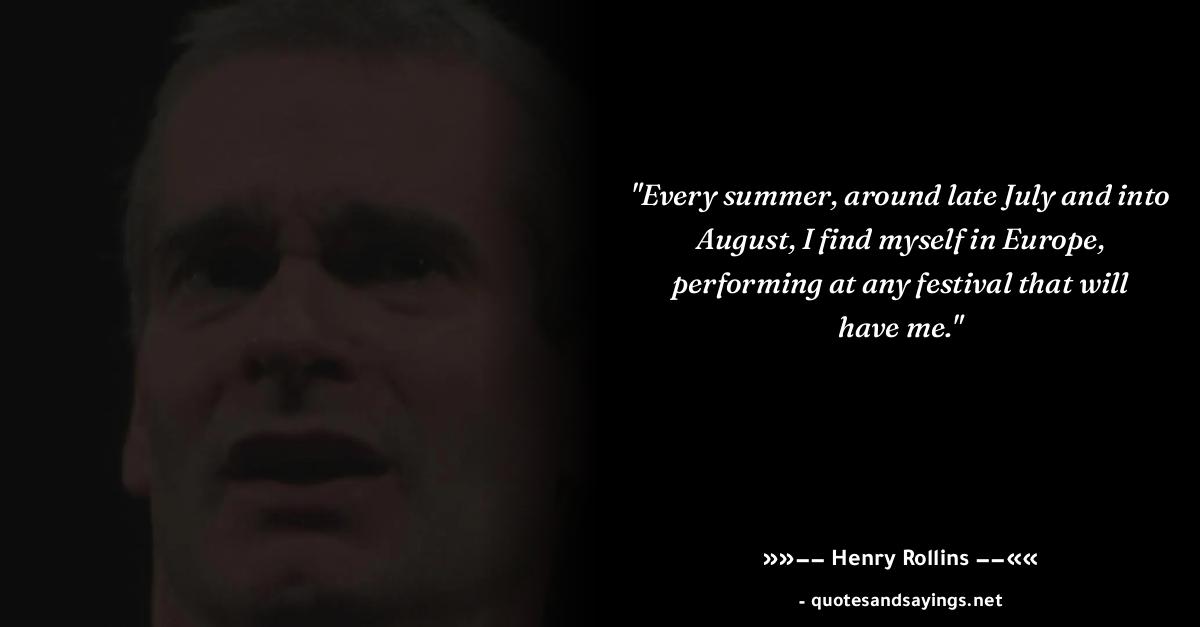 "Every summer, around late July and into
August, I find myself in Europe,
performing at any festival that will
have me."
»»−− Henry Rollins −−««
- quotesandsayings.net